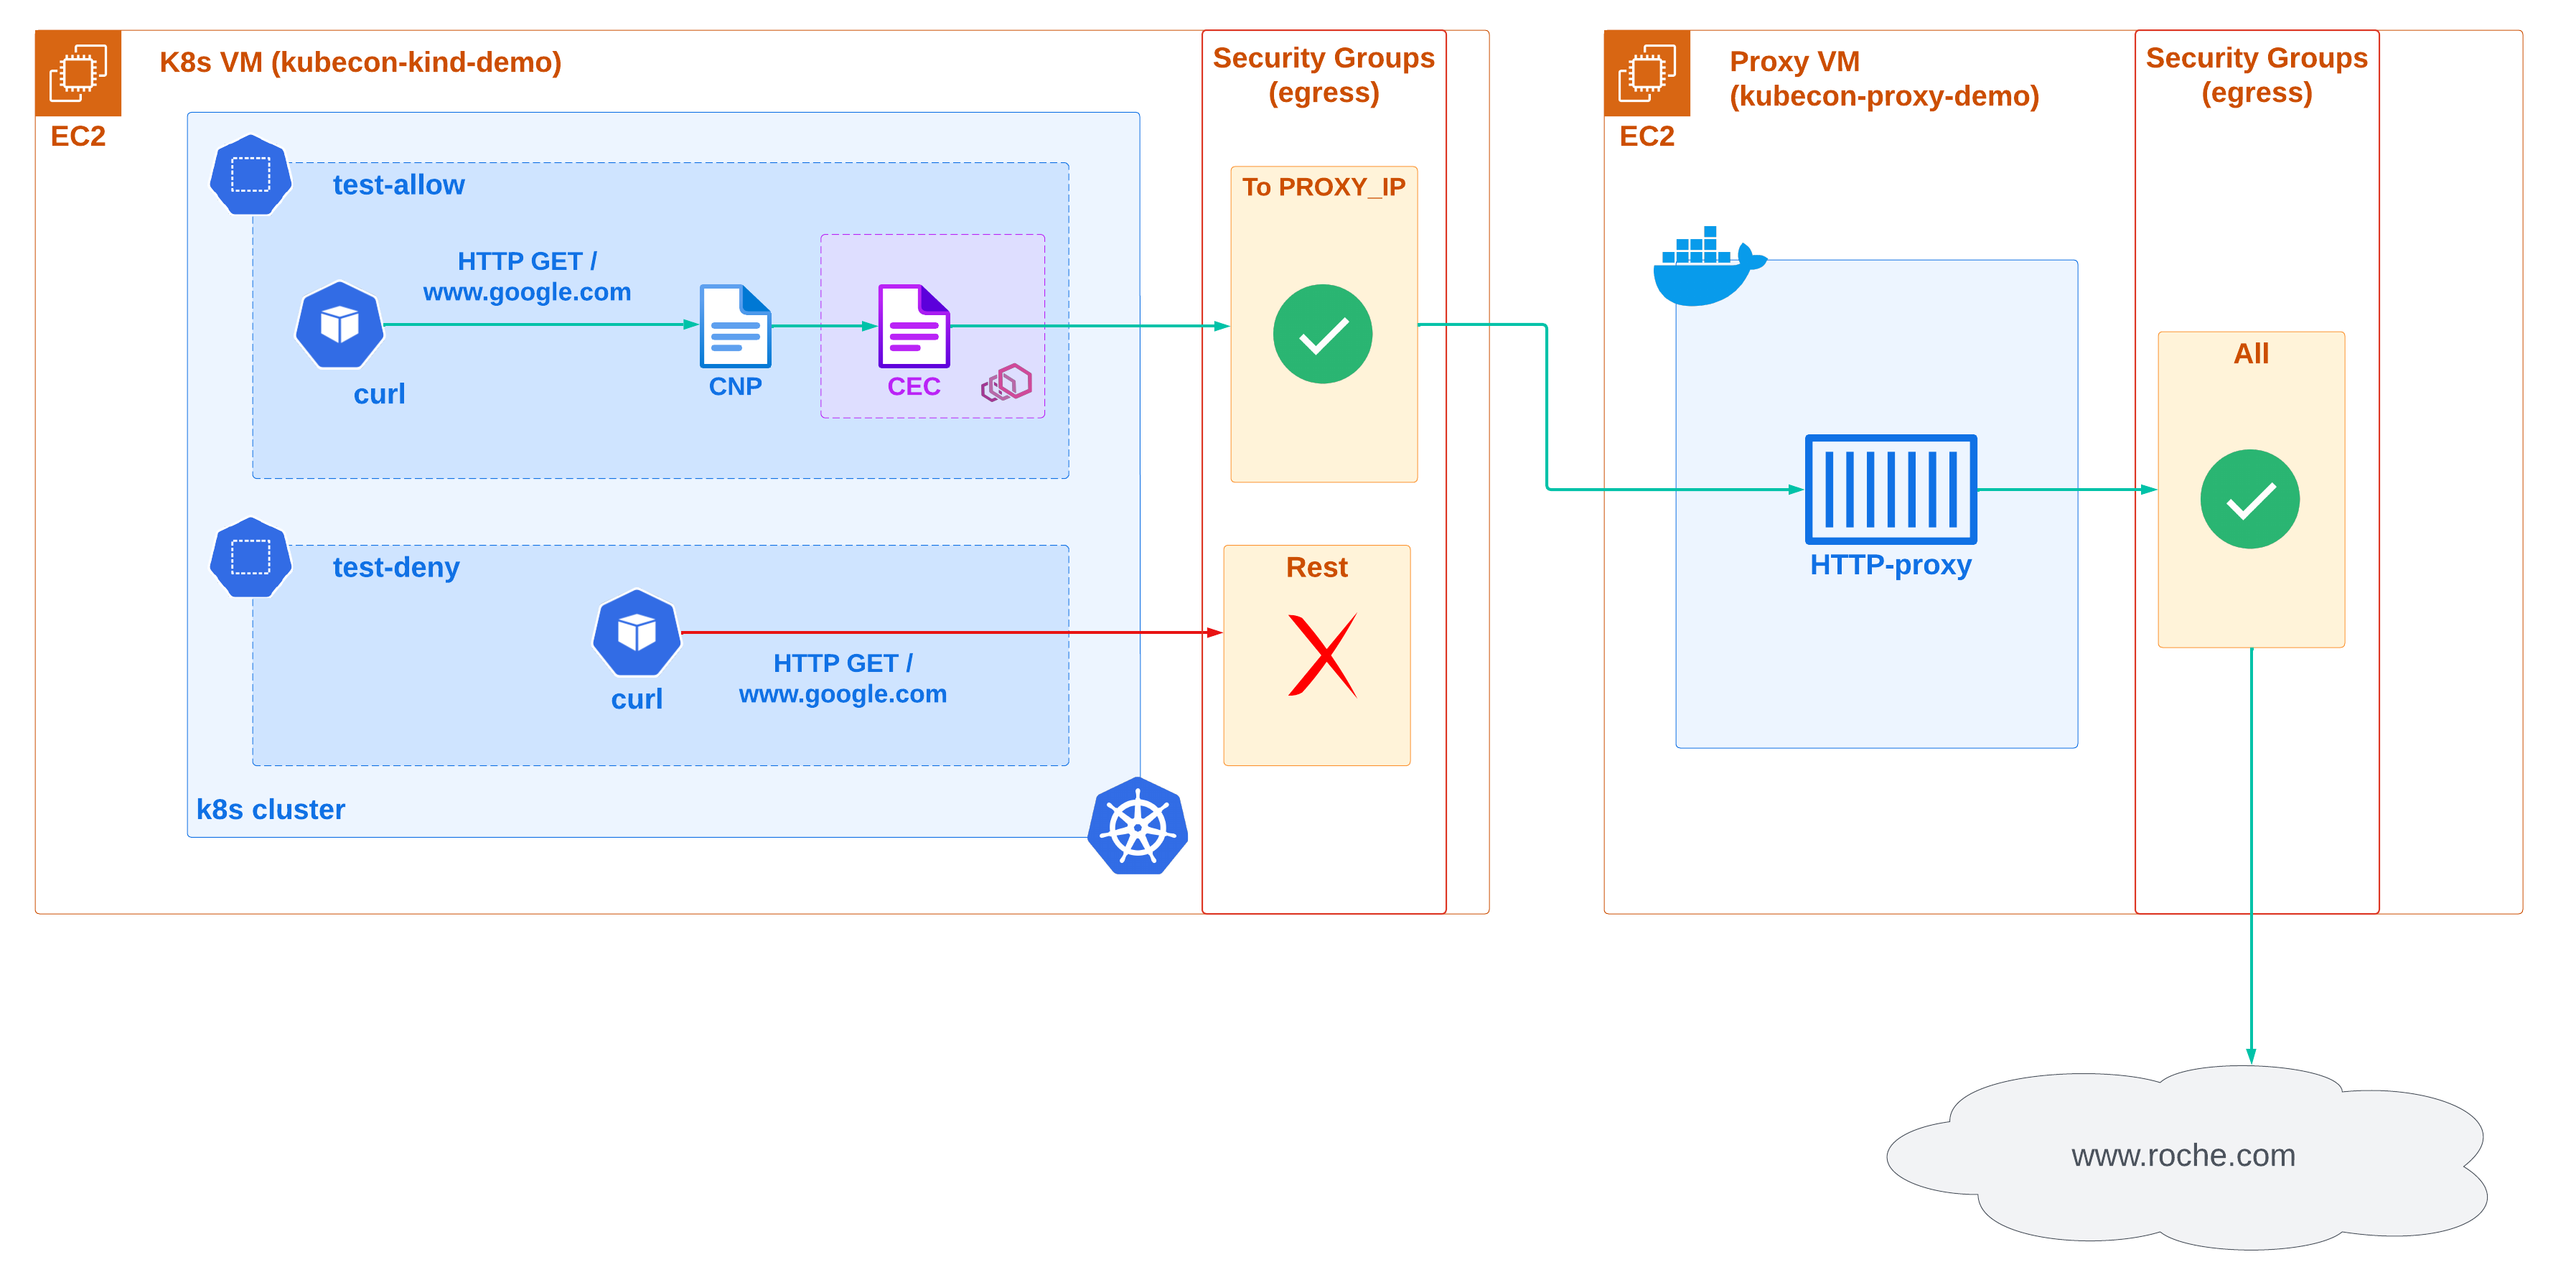 K8s VM (kubecon-kind-demo)
EC2
Security Groups
(egress)
test-allow
HTTP GET /
www.google.com
curl
CNP
CEC
To PROXY_IP
test-deny
curl
HTTP GET /
www.google.com
Rest
k8s cluster
Proxy VM
(kubecon-proxy-demo)
EC2
Security Groups
(egress)
HTTP-proxy
All
www.roche.com